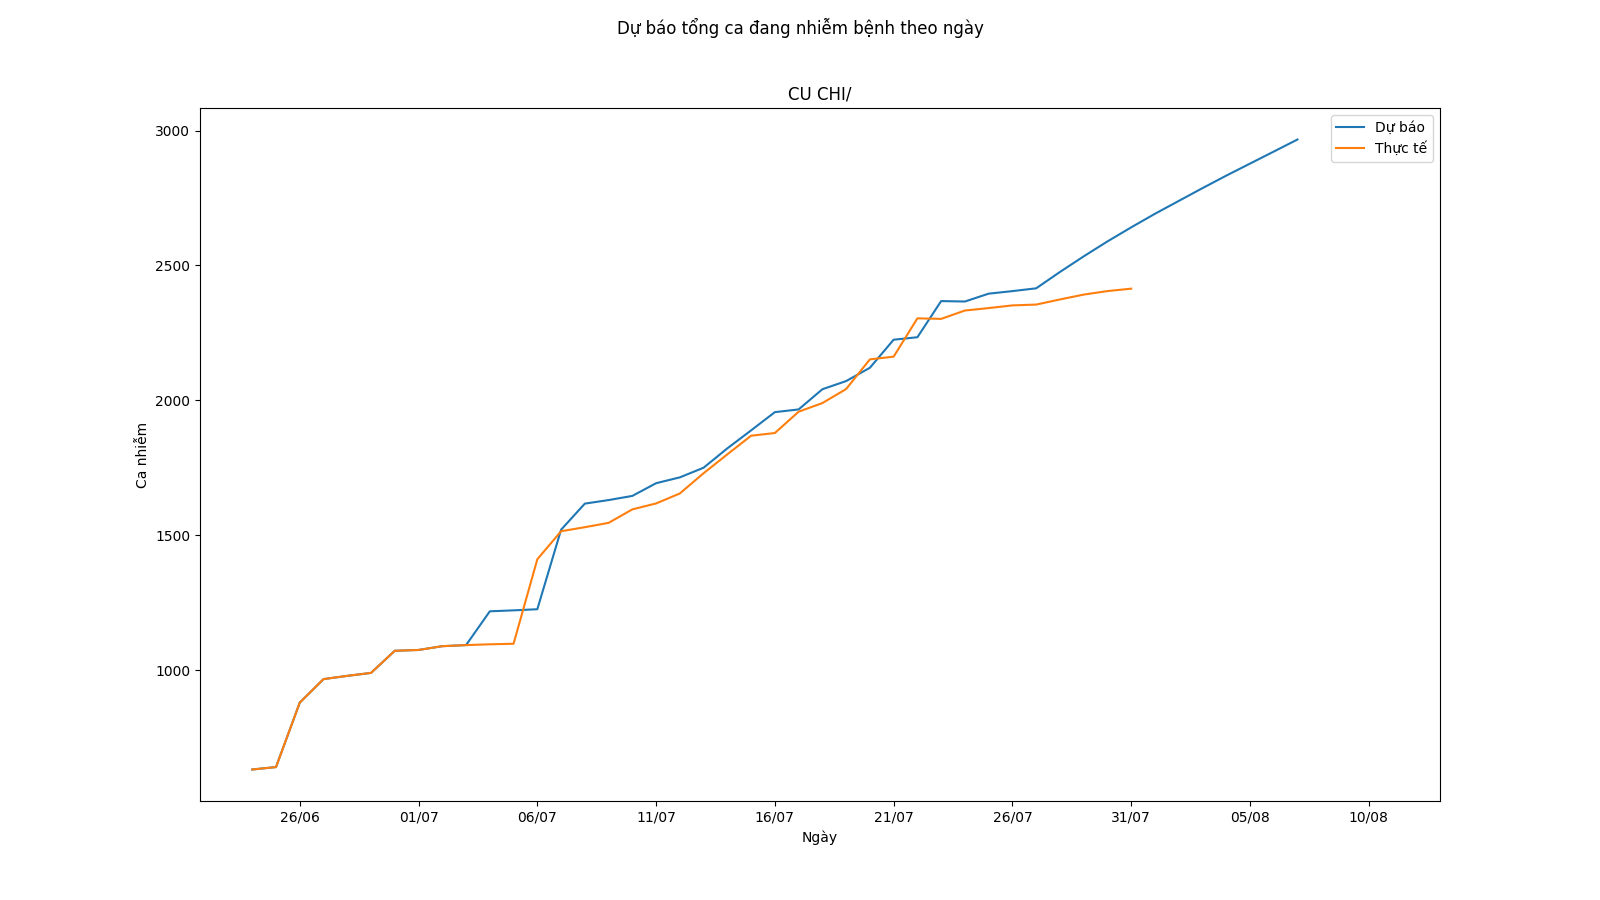 Dự báo tổng ca đang nhiễm bệnh theo ngày
CU CHI/
Dự báo
Thực tế
3000
2500
2000
1500
1000
Ca nhiễm
26/06
01/07
06/07
11/07
16/07
21/07
26/07
31/07
05/08
10/08
Ngày